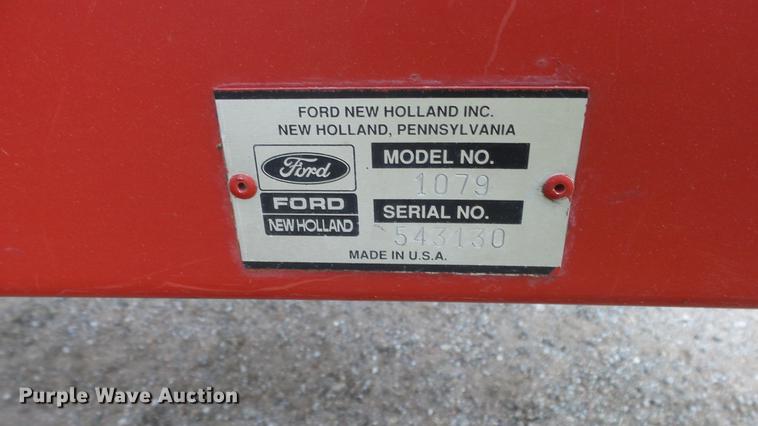 FORD NEW HOLLAND INC.
NEW HOLLAND, PENNSYLVANIA
Ford
FORD
NEW HOLLAND
MODEL NO.
1079
SERIAL NO.
543130
MADE IN U.S.A.
Purple Wave Auction